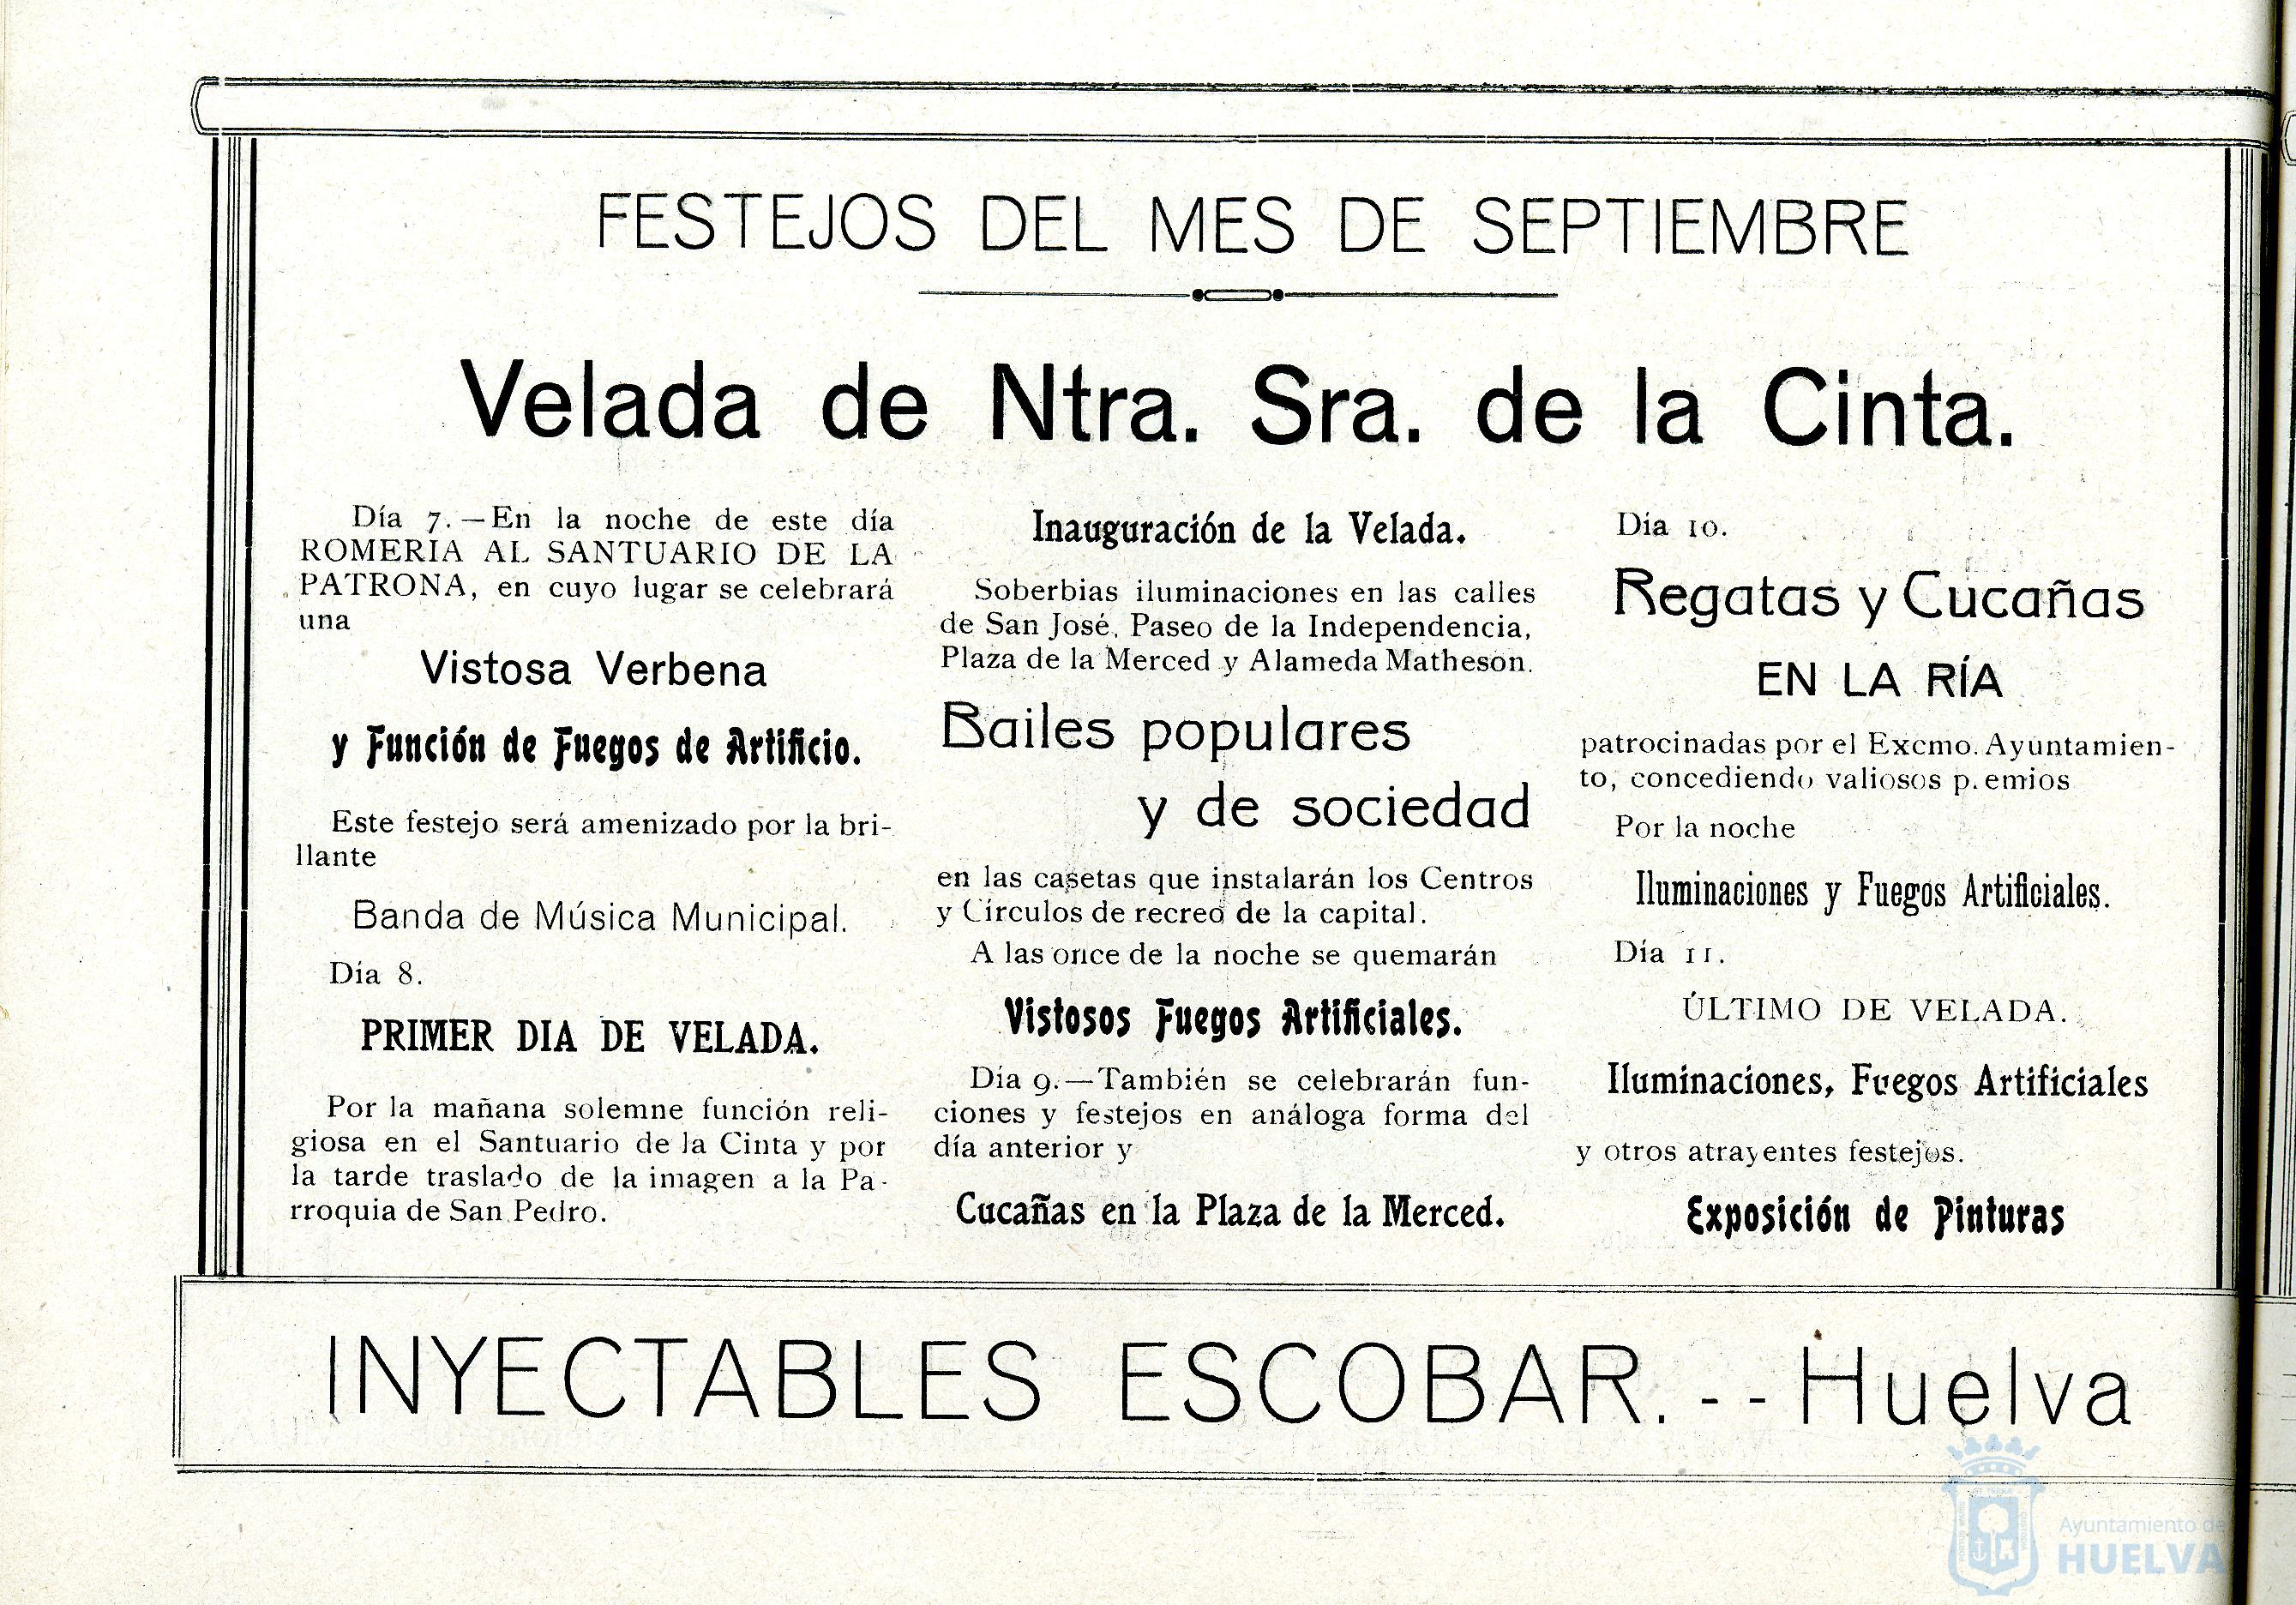 FESTEJOS DEL MES DE SEPTIEMBRE
Velada de Ntra. Sra. de la Cinta.
Día 7.—En la noche de este día
ROMERIA AL SANTUARIO DE LA
PATRONA, en cuyo lugar se celebrará
una
Vistosa Verbena
y Función de Fuegos de Artificio.
Este festejo será amenizado por la bri-
llante
Banda de Música Municipal.
Día 8.
PRIMER DIA DE VELADA.
Por la mañana solemne función reli-
giosa en el Santuario de la Cinta y por
la tarde traslado de la imagen a la Pa-
rroquia de San Pedro.
Inauguración de la Velada.
Soberbias iluminaciones en las calles
de San José, Paseo de la Independencia,
Plaza de la Merced y Alameda Matheson.
Bailes populares
y de sociedad
en las casetas que instalarán los Centros
y Círculos de recreo de la capital.
A las once de la noche se quemarán
Vistosos Fuegos Artificiales.
Día 9.—También se celebrarán fun-
ciones y festejos en análoga forma del
día anterior y
Cucañas en la Plaza de la Merced.
Día 10.
Regatas y Cucañas
EN LA RÍA
patrocinadas por el Excmo. Ayuntamien-
to, concediendo valiosos p.emios
Por la noche
Iluminaciones y Fuegos Artificiales.
Día 11.
ÚLTIMO DE VELADA.
Iluminaciones, Fuegos Artificiales
y otros atrayentes festejos.
Exposición de Pinturas
INYECTABLES ESCOBAR.--Huelva
Ayuntamiento de
HUELVA